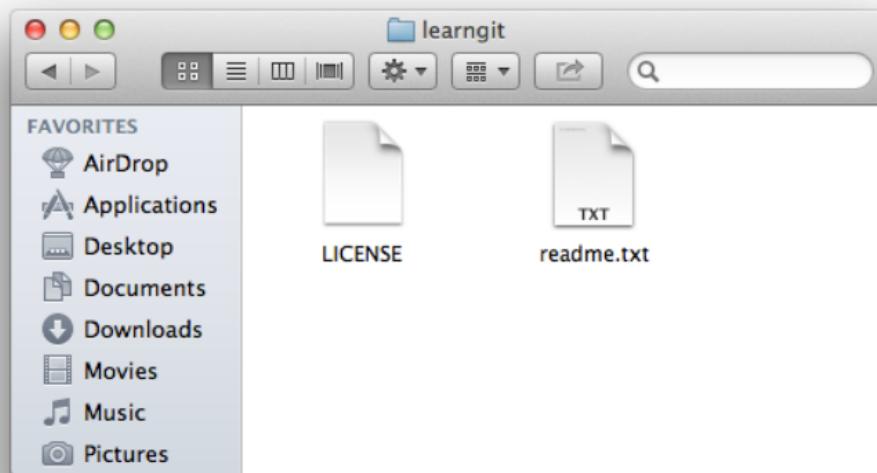 learngit
FAVORITES
AirDrop
Applications
Desktop
Documents
Downloads
Movies
Music
Pictures
TXT
LICENSE
readme.txt